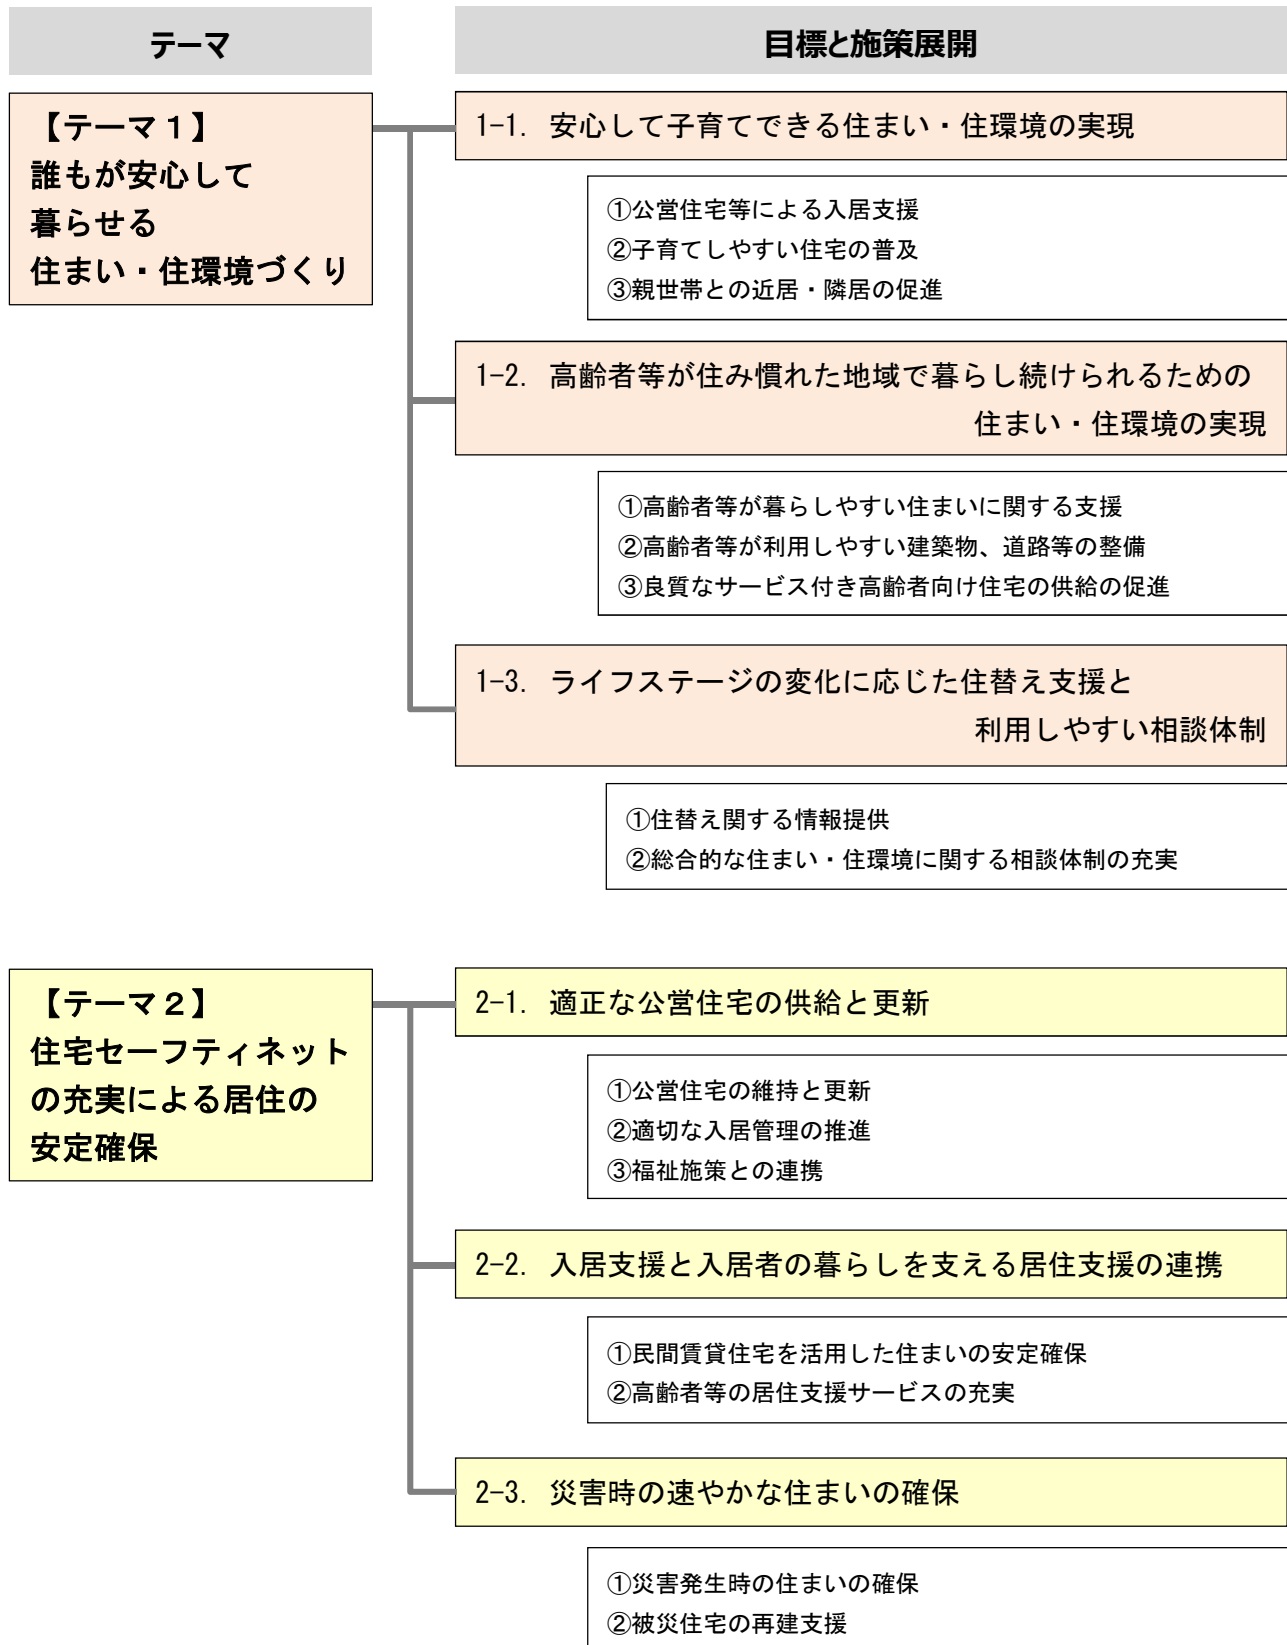 テーマ
目標と施策展開
【テーマ１】
誰もが安心して
暮らせる
住まい・住環境づくり
1-1. 安心して子育てできる住まい・住環境の実現
①公営住宅等による入居支援
②子育てしやすい住宅の普及
③親世帯との近居・隣居の促進
1-2. 高齢者等が住み慣れた地域で暮らし続けられるための
住まい・住環境の実現
①高齢者等が暮らしやすい住まいに関する支援
②高齢者等が利用しやすい建築物、道路等の整備
③良質なサービス付き高齢者向け住宅の供給の促進
1-3. ライフステージの変化に応じた住替え支援と
利用しやすい相談体制
①住替え関する情報提供
②総合的な住まい・住環境に関する相談体制の充実
【テーマ２】
住宅セーフティネット
の充実による居住の
安定確保
2-1. 適正な公営住宅の供給と更新
①公営住宅の維持と更新
②適切な入居管理の推進
③福祉施策との連携
2-2. 入居支援と入居者の暮らしを支える居住支援の連携
①民間賃貸住宅を活用した住まいの安定確保
②高齢者等の居住支援サービスの充実
2-3. 災害時の速やかな住まいの確保
①災害発生時の住まいの確保
②被災住宅の再建支援